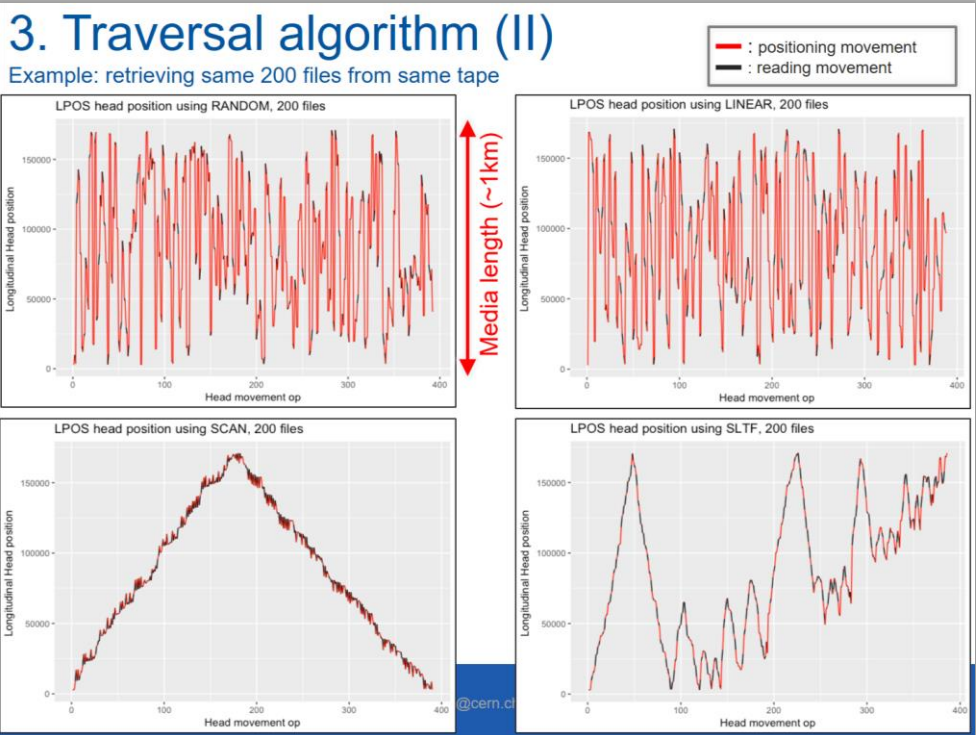 3. Traversal algorithm (II)
Example: retrieving same 200 files from same tape
: positioning movement
: reading movement
LPOS head position using RANDOM, 200 files
Longitudinal Head position
150000
100000
50000
0
0 100 200 300 400
Head movement op
Media length (~1km)
LPOS head position using LINEAR, 200 files
Longitudinal Head position
150000
100000
50000
0
0 100 200 300 400
Head movement op
LPOS head position using SCAN, 200 files
Longitudinal Head position
150000
100000
50000
0
0 100 200 300 400
Head movement op
@cern.ch
LPOS head position using SLTF, 200 files
Longitudinal Head position
150000
100000
50000
0
0 100 200 300 400
Head movement op